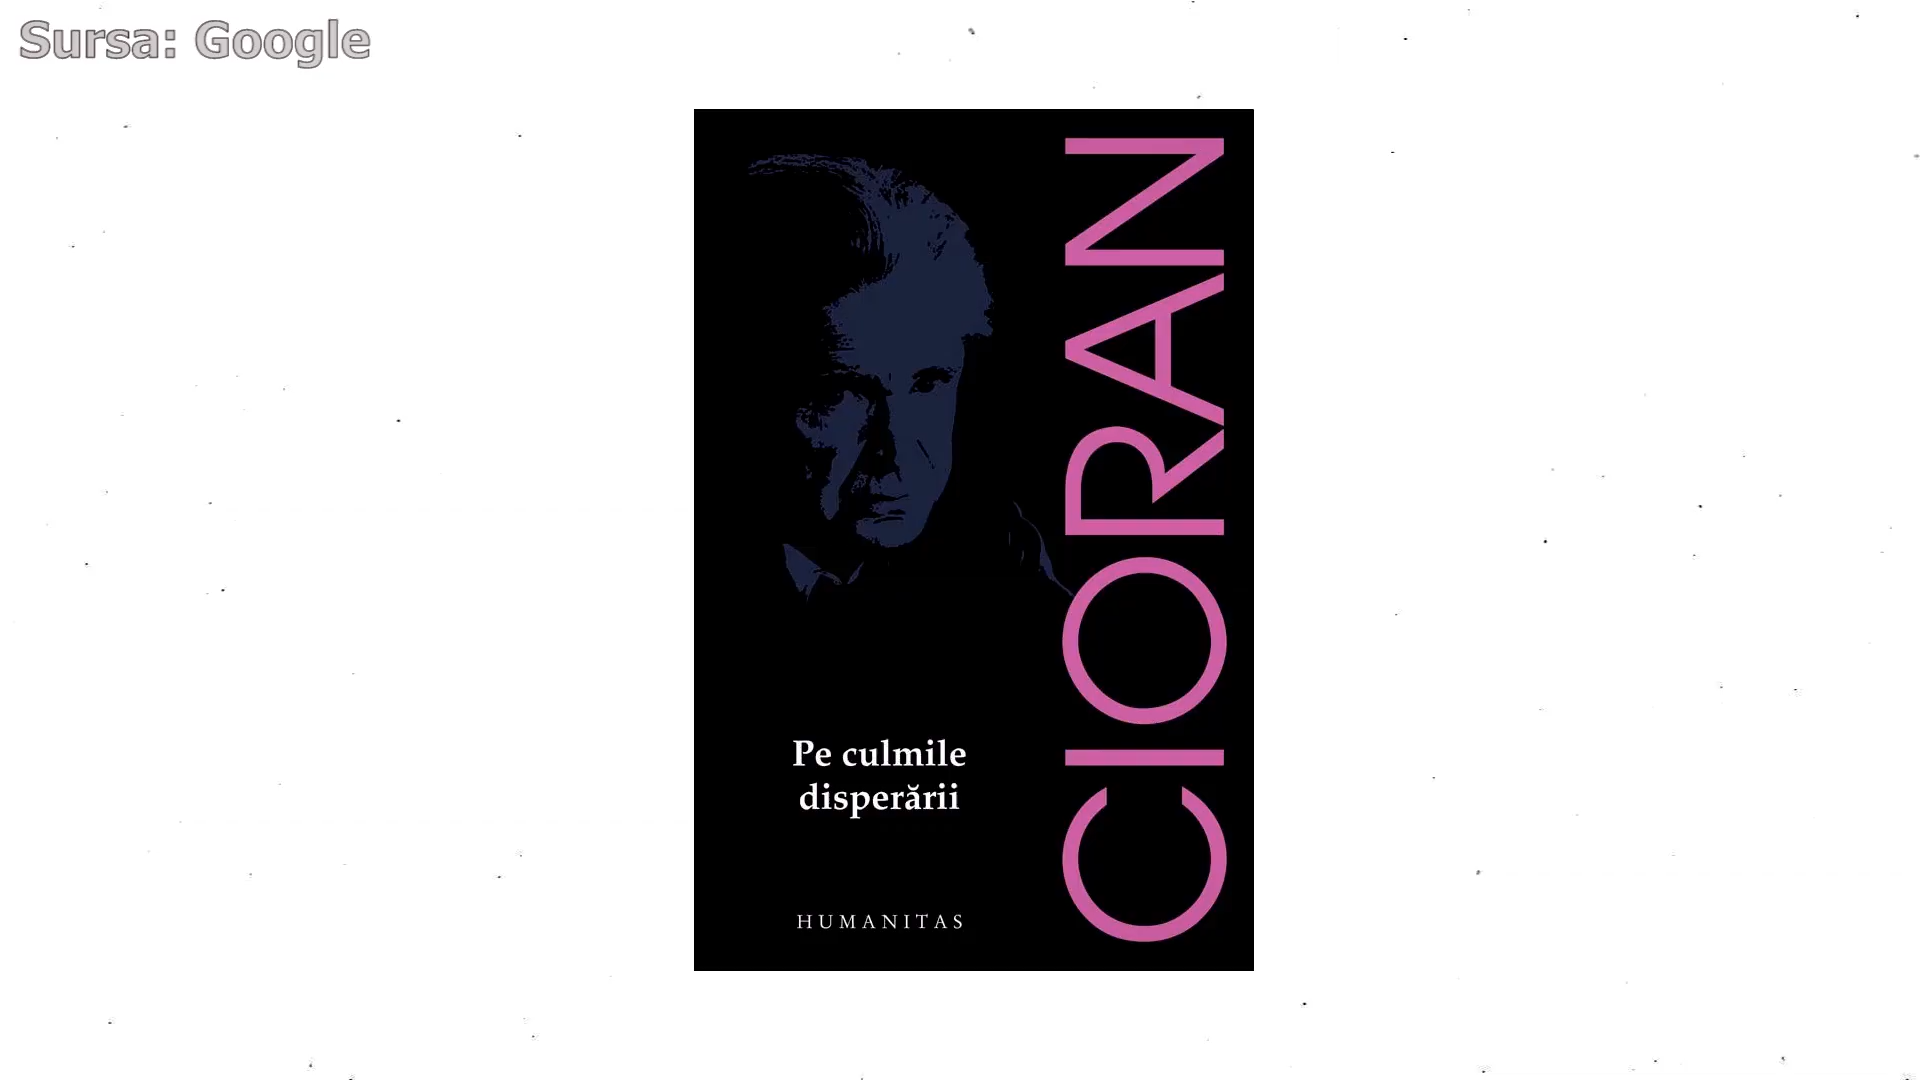 Sursa: Google
CIORAN
Pe culmile
disperării
HUMANITAS